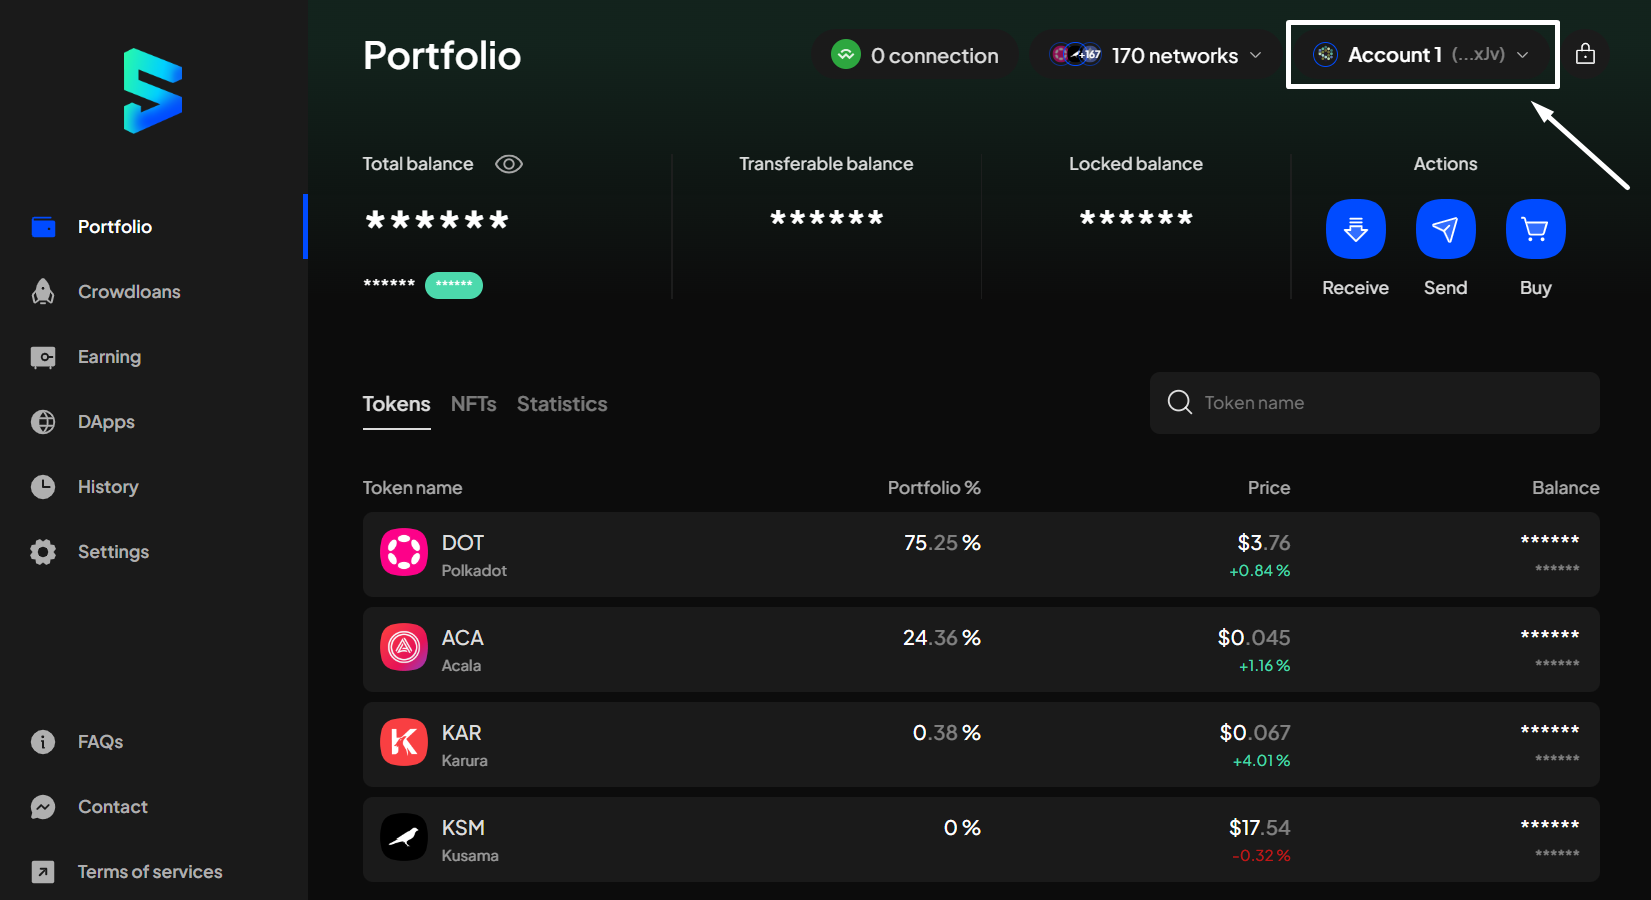 Portfolio
0 connection
+167
170 networks
Account 1 (...xJv)
Portfolio
Crowdloans
Earning
DApps
History
Settings
FAQs
Contact
Terms of services
Total balance
******
****** ******
Transferable balance
******
Locked balance
******
Actions
Receive
Send
Buy
Tokens NFTs Statistics
Token name
Token name Portfolio % Price Balance
DOT 75.25 % $3.76 ******
Polkadot +0.84 % ******
ACA 24.36 % $0.045 ******
Acala +1.16 % ******
KAR 0.38 % $0.067 ******
Karura +4.01 % ******
KSM 0 % $17.54 ******
Kusama -0.32 % ******